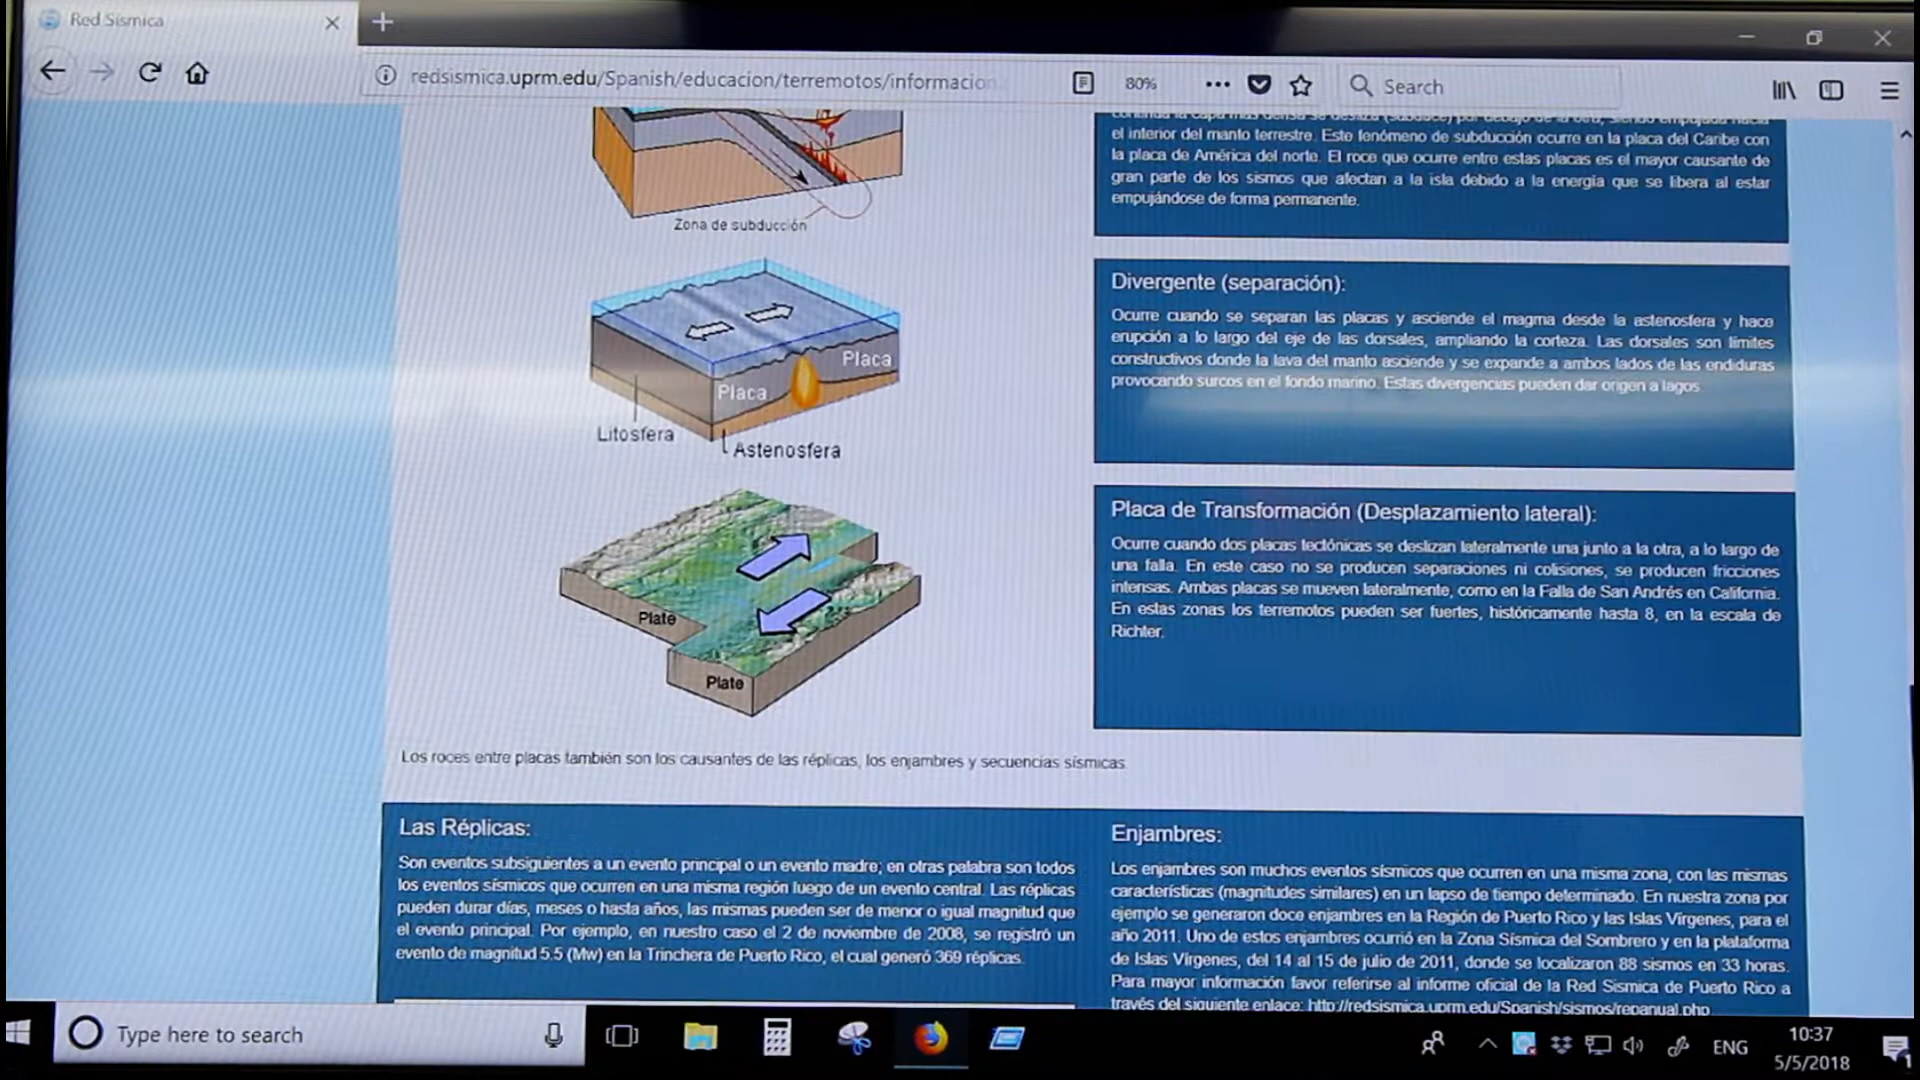 Red Sísmica
redsismica.uprm.edu/Spanish/educacion/terremotos/informacion
80%
Search
el interior del manto terrestre. Este fenómeno de subducción ocurre en la placa del Caribe con
la placa de América del norte. El roce que ocurre entre estas placas es el mayor causante de
gran parte de los sismos que afectan a la isla debido a la energía que se libera al estar
empujándose de forma permanente.
Zona de subducción
Divergente (separación):
Ocurre cuando se separan las placas y asciende el magma desde la astenosfera y hace
erupción a lo largo del eje de las dorsales, ampliando la corteza. Las dorsales son límites
constructivos donde la lava del manto asciende y se expande a ambos lados de las endiduras
provocando surcos en el fondo marino. Estas divergencias pueden dar origen a lagos.
Placa
Placa
Litosfera
Astenosfera
Placa de Transformación (Desplazamiento lateral):
Ocurre cuando dos placas tectónicas se deslizan lateralmente una junto a la otra, a lo largo de
una falla. En este caso no se producen separaciones ni colisiones, se producen fricciones
intensas. Ambas placas se mueven lateralmente, como en la Falla de San Andrés en California.
En estas zonas los terremotos pueden ser fuertes, históricamente hasta 8, en la escala de
Richter.
Plate
Plate
Los roces entre placas también son los causantes de las réplicas, los enjambres y secuencias sísmicas.
Las Réplicas:
Son eventos subsiguientes a un evento principal o un evento madre; en otras palabra son todos
los eventos sísmicos que ocurren en una misma región luego de un evento central. Las réplicas
pueden durar días, meses o hasta años, las mismas pueden ser de menor o igual magnitud que
el evento principal. Por ejemplo, en nuestro caso el 2 de noviembre de 2008, se registró un
evento de magnitud 5.5 (Mw) en la Trinchera de Puerto Rico, el cual generó 369 réplicas.
Enjambres:
Los enjambres son muchos eventos sísmicos que ocurren en una misma zona, con las mismas
características (magnitudes similares) en un lapso de tiempo determinado. En nuestra zona por
ejemplo se generaron doce enjambres en la Región de Puerto Rico y las Islas Vírgenes, para el
año 2011. Uno de estos enjambres ocurrió en la Zona Sísmica del Sombrero y en la plataforma
de Islas Vírgenes, del 14 al 15 de julio de 2011, donde se localizaron 88 sismos en 33 horas.
Para mayor información favor referirse al informe oficial de la Red Sísmica de Puerto Rico a
través del siguiente enlace: http://redsismica.uprm.edu/Spanish/sismos/repanual.php
Type here to search
ENG
10:37
5/5/2018
1